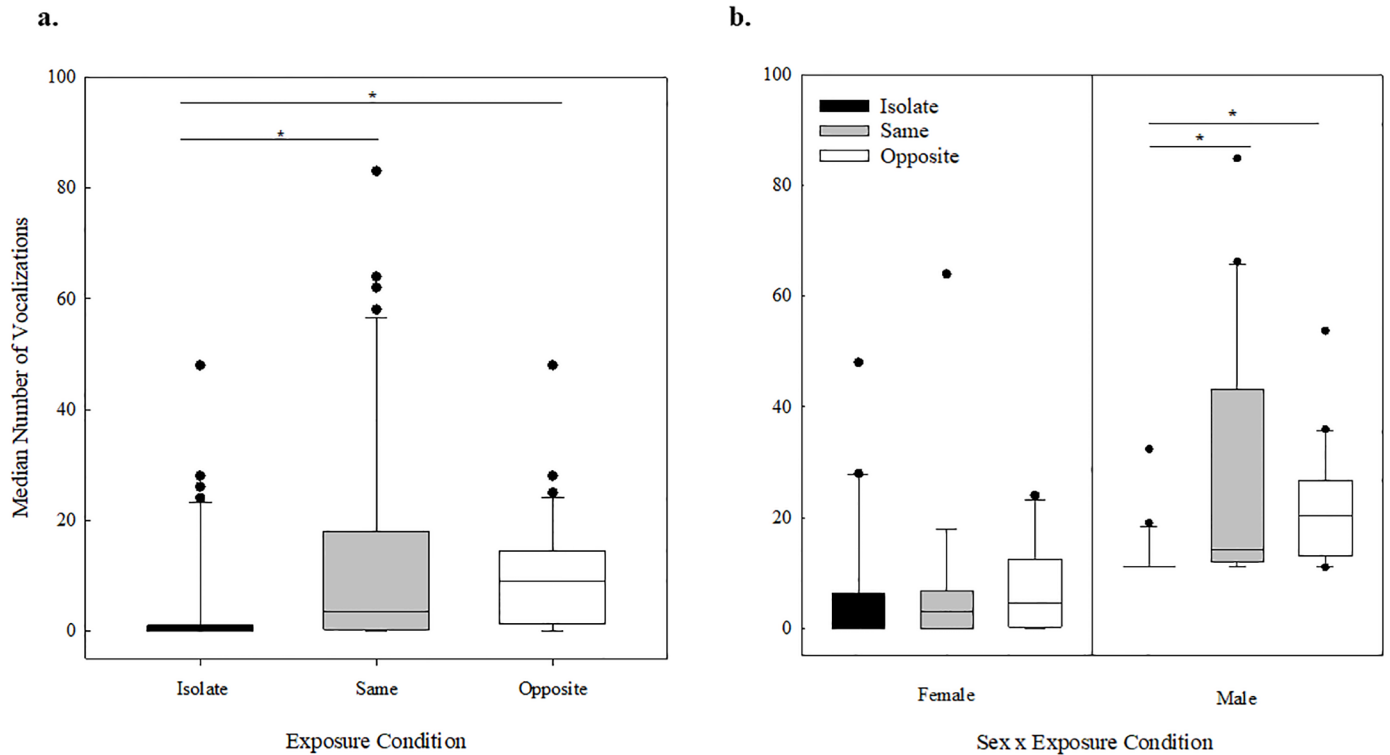 a.
100
80
60
40
20
0
Median Number of Vocalizations
*
*
Isolate
Same
Opposite
Exposure Condition
b.
100
80
60
40
20
0
Isolate
Same
Opposite
*
*
Female
Male
Sex x Exposure Condition